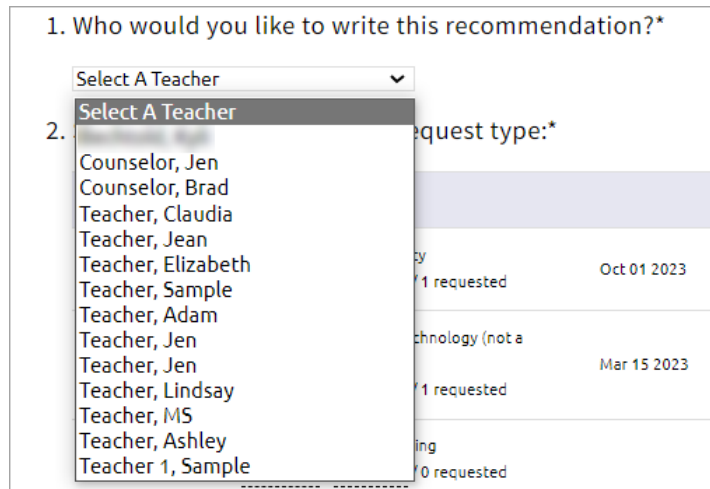 1. Who would you like to write this recommendation?*
Select A Teacher
Select A Teacher
2.
equest type:*
Counselor, Jen
Counselor, Brad
Teacher, Claudia
Teacher, Jean
Teacher, Elizabeth
Teacher, Sample
Teacher, Adam
Teacher, Jen
Teacher, Jen
Teacher, Lindsay
Teacher, MS
Teacher, Ashley
Teacher 1, Sample
cy
/ 1 requested
Oct 01 2023
chnology (not a
/ 1 requested
Mar 15 2023
ing
/ 0 requested